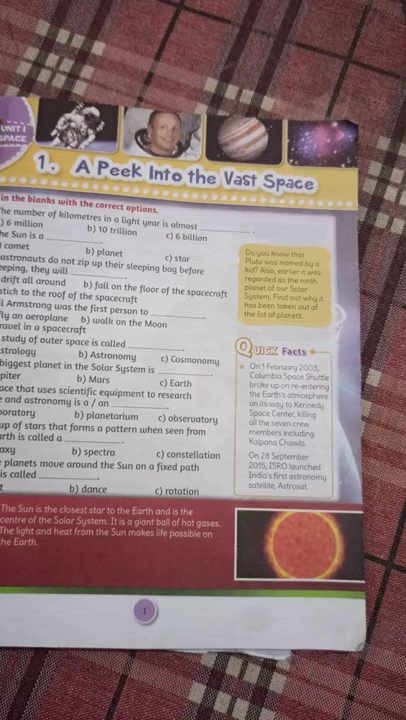 UNIT 1
SPACE
1. A Peek Into the Vast Space
in the blanks with the correct options.
he number of kilometres in a light year is almost ____.
) 6 million b) 10 trillion c) 6 billion
he Sun is a ____.
comet b) planet c) star
astronauts do not zip up their sleeping bag before
eeping, they will ____.
drift all around b) fall on the floor of the spacecraft
stick to the roof of the spacecraft
l Armstrong was the first person to ____.
ly an aeroplane b) walk on the Moon
ravel in a spacecraft
study of outer space is called ____.
strology b) Astronomy c) Cosmonomy
biggest planet in the Solar System is ____.
piter b) Mars c) Earth
ace that uses scientific equipment to research
e and astronomy is a / an ____.
boratory b) planetarium c) observatory
up of stars that forms a pattern when seen from
arth is called a ____.
axy b) spectra c) constellation
planets move around the Sun on a fixed path
is called ____.
t b) dance c) rotation
Do you know that
Pluto was named by a
kid? Also, earlier it was
regarded as the ninth
planet of our Solar
System. Find out why it
has been taken out of
the list of planets.
Quick Facts
On 1 February 2003,
Columbia Space Shuttle
broke up on re-entering
the Earth's atmosphere
on its way to Kennedy
Space Center, killing
all the seven crew
members including
Kalpana Chawla.
On 28 September
2015, ISRO launched
India's first astronomy
satellite, Astrosat.
The Sun is the closest star to the Earth and is the
centre of the Solar System. It is a giant ball of hot gases.
The light and heat from the Sun makes life possible on
the Earth.
1